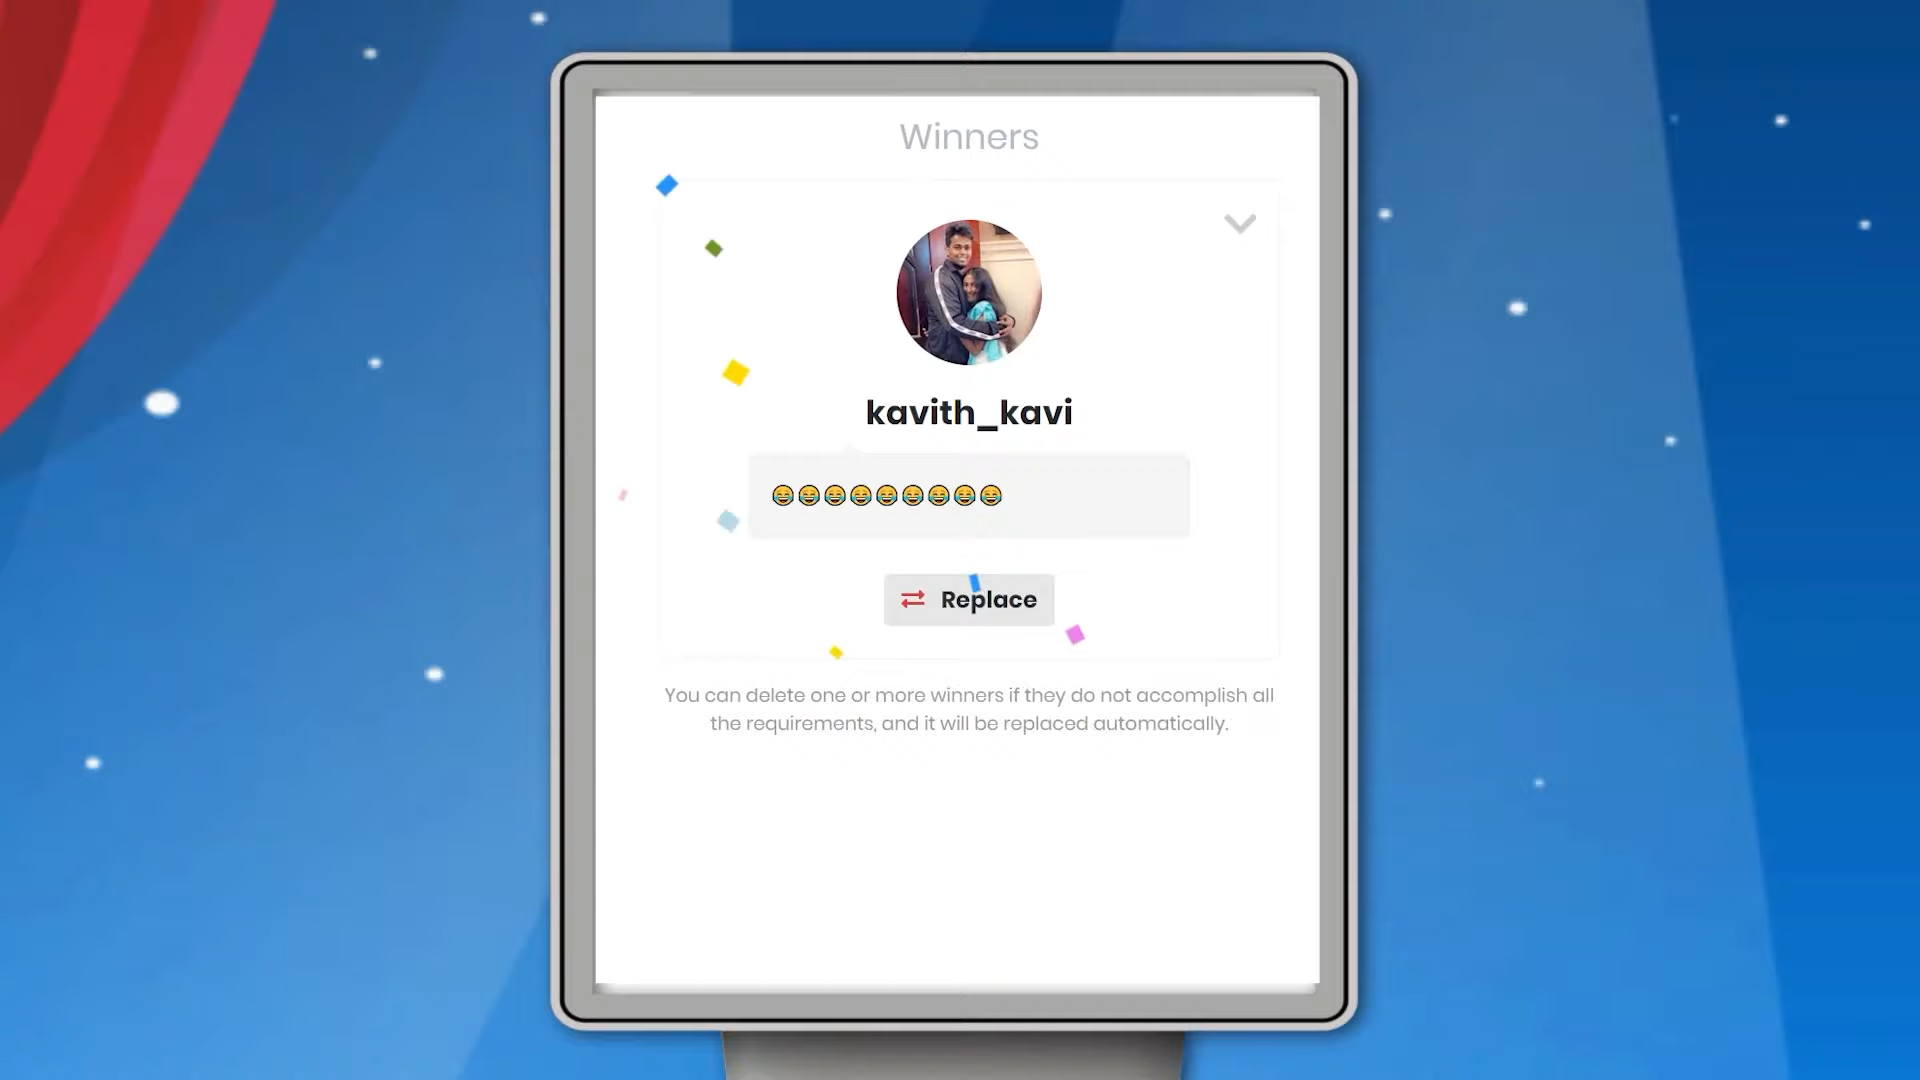 Winners
kavith_kavi
😂😂😂😂😂😂😂😂😂
Replace
You can delete one or more winners if they do not accomplish all
the requirements, and it will be replaced automatically.